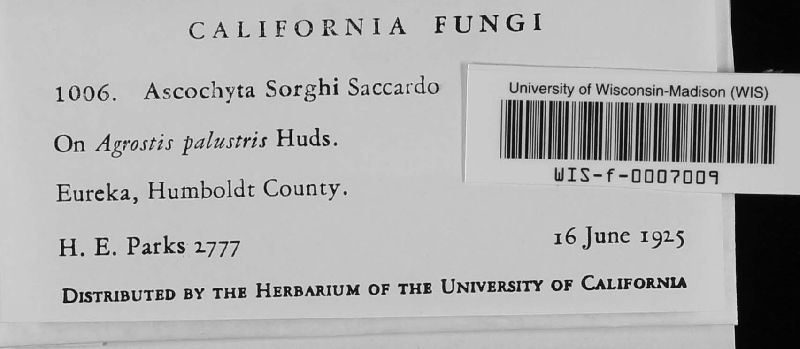 CALIFORNIA FUNGI
1006. Ascochyta Sorghi Saccardo
On Agrostis palustris Huds.
Eureka, Humboldt County.
H. E. Parks 2777
16 June 1925
DISTRIBUTED BY THE HERBARIUM OF THE UNIVERSITY OF CALIFORNIA
University of Wisconsin-Madison (WIS)
WIS-f-0007009